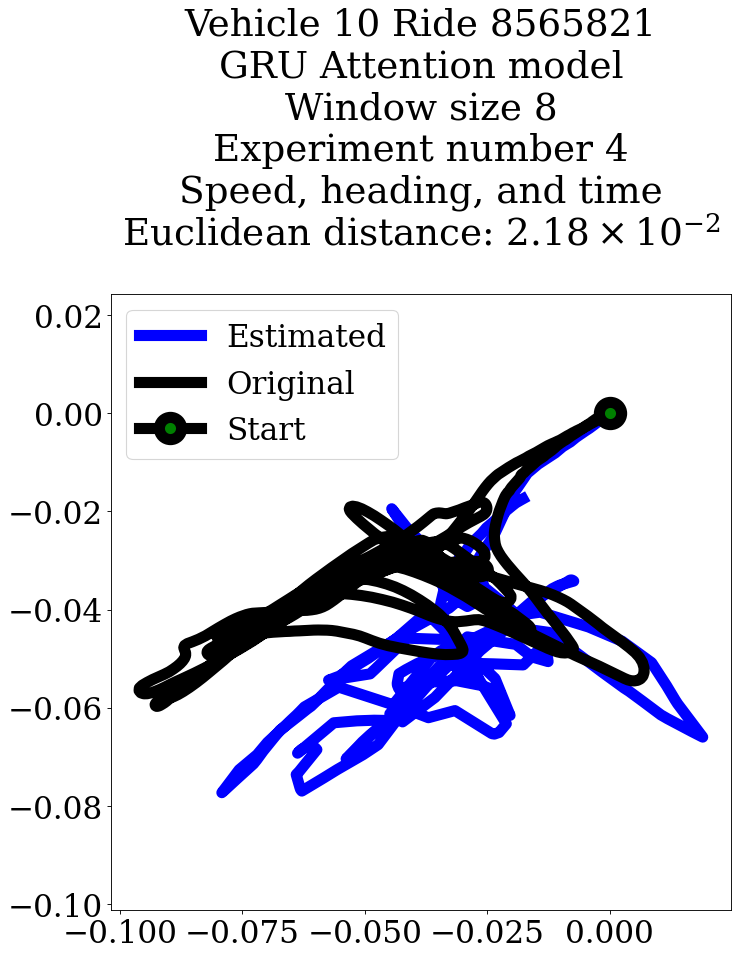 Vehicle 10 Ride 8565821
GRU Attention model
Window size 8
Experiment number 4
Speed, heading, and time
Euclidean distance: 2.18 × 10⁻²
Estimated
Original
Start
0.02
0.00
−0.02
−0.04
−0.06
−0.08
−0.10
−0.100 −0.075 −0.050 −0.025 0.000